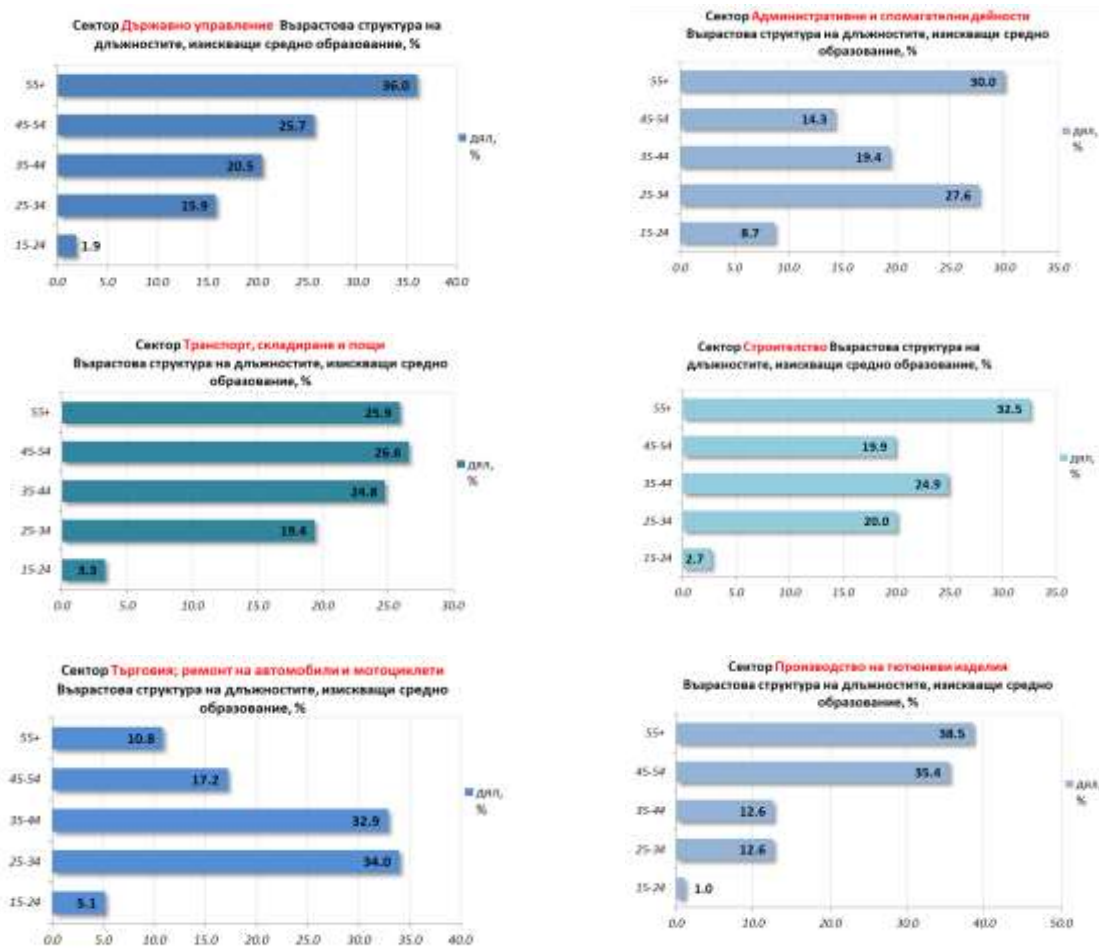 Сектор Държавно управление Възрастова структура на
длъжностите, изискващи средно образование, %
55+
36.0
45-54
25.7
35-44
20.5
25-34
15.9
15-24
1.9
0.0 5.0 10.0 15.0 20.0 25.0 30.0 35.0 40.0
дял,
%
Сектор Административни и спомагателни дейности
Възрастова структура на длъжностите, изискващи средно
образование, %
55+
30.0
45-54
14.3
35-44
19.4
25-34
27.6
15-24
8.7
0.0 5.0 10.0 15.0 20.0 25.0 30.0 35.0
дял,
%
Сектор Транспорт, складиране и пощи
Възрастова структура на длъжностите, изискващи средно
образование, %
55+
25.9
45-54
26.6
35-44
24.8
25-34
19.4
15-24
3.3
0.0 5.0 10.0 15.0 20.0 25.0 30.0
дял,
%
Сектор Строителство Възрастова структура на
длъжностите, изискващи средно образование, %
55+
32.5
45-54
19.9
35-44
24.9
25-34
20.0
15-24
2.7
0.0 5.0 10.0 15.0 20.0 25.0 30.0 35.0
дял,
%
Сектор Търговия; ремонт на автомобили и мотоциклети
Възрастова структура на длъжностите, изискващи средно
образование, %
55+
10.8
45-54
17.2
35-44
32.9
25-34
34.0
15-24
5.1
0.0 5.0 10.0 15.0 20.0 25.0 30.0 35.0 40.0
дял,
%
Сектор Производство на тютюневи изделия
Възрастова структура на длъжностите, изискващи средно
образование, %
55+
38.5
45-54
35.4
35-44
12.6
25-34
12.6
15-24
1.0
0.0 10.0 20.0 30.0 40.0 50.0
дял,
%